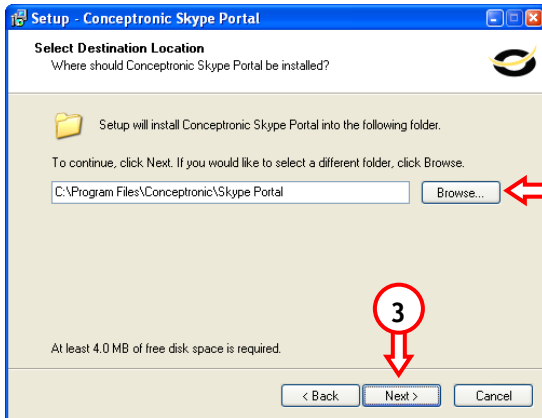 Setup - Conceptronic Skype Portal
Select Destination Location
Where should Conceptronic Skype Portal be installed?
Setup will install Conceptronic Skype Portal into the following folder.
To continue, click Next. If you would like to select a different folder, click Browse.
C:\Program Files\Conceptronic\Skype Portal
Browse...
3
At least 4.0 MB of free disk space is required.
< Back Next > Cancel